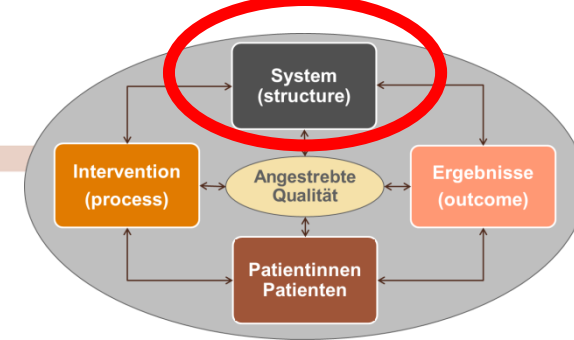 System
(structure)
Intervention
(process)
Angestrebte
Qualität
Ergebnisse
(outcome)
Patientinnen
Patienten